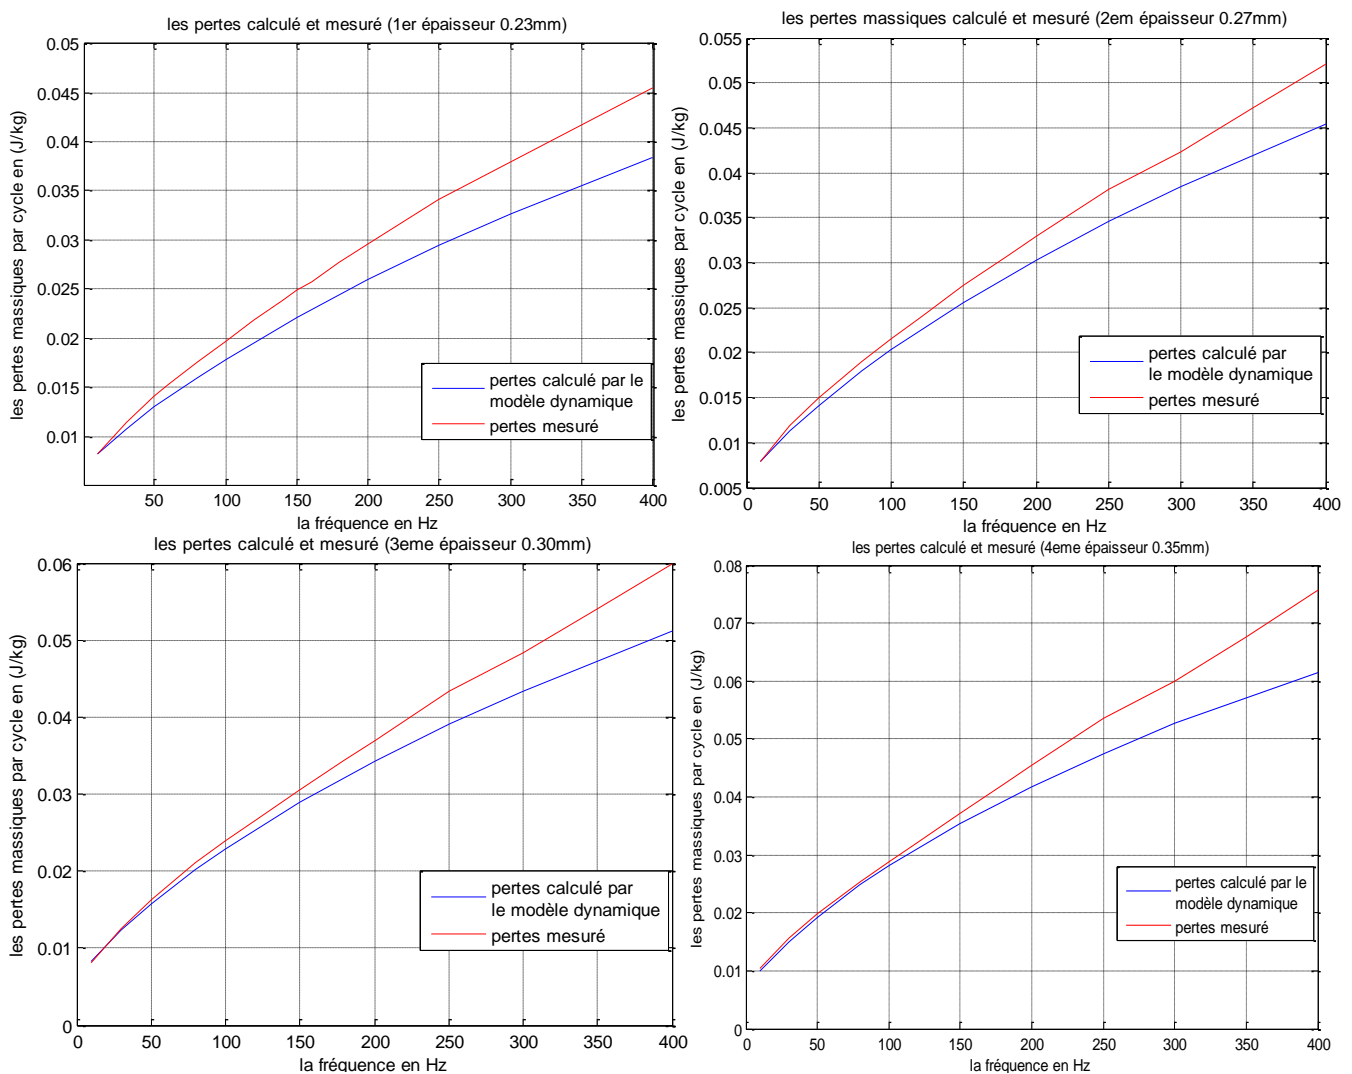 les pertes calculé et mesuré (1er épaisseur 0.23mm)
les pertes massiques par cycle en (J/kg)
0.05
0.045
0.04
0.035
0.03
0.025
0.02
0.015
0.01
50 100 150 200 250 300 350 400
la fréquence en Hz
pertes calculé par le
modèle dynamique
pertes mesuré
les pertes massiques calculé et mesuré (2em épaisseur 0.27mm)
les pertes massiques par cycle en (J/kg)
0.055
0.05
0.045
0.04
0.035
0.03
0.025
0.02
0.015
0.01
0.005
0 50 100 150 200 250 300 350 400
la fréquence en Hz
pertes calculé par
le modèle dynamique
pertes mesuré
les pertes calculé et mesuré (3eme épaisseur 0.30mm)
les pertes massiques par cycle en (J/kg)
0.06
0.05
0.04
0.03
0.02
0.01
0
0 50 100 150 200 250 300 350 400
la fréquence en Hz
pertes calculé par
le modèle dynamique
pertes mesuré
les pertes calculé et mesuré (4eme épaisseur 0.35mm)
les pertes massiques par cycle en (J/kg)
0.08
0.07
0.06
0.05
0.04
0.03
0.02
0.01
0
0 50 100 150 200 250 300 350 400
la fréquence en Hz
pertes calculé par le
modèle dynamique
pertes mesuré